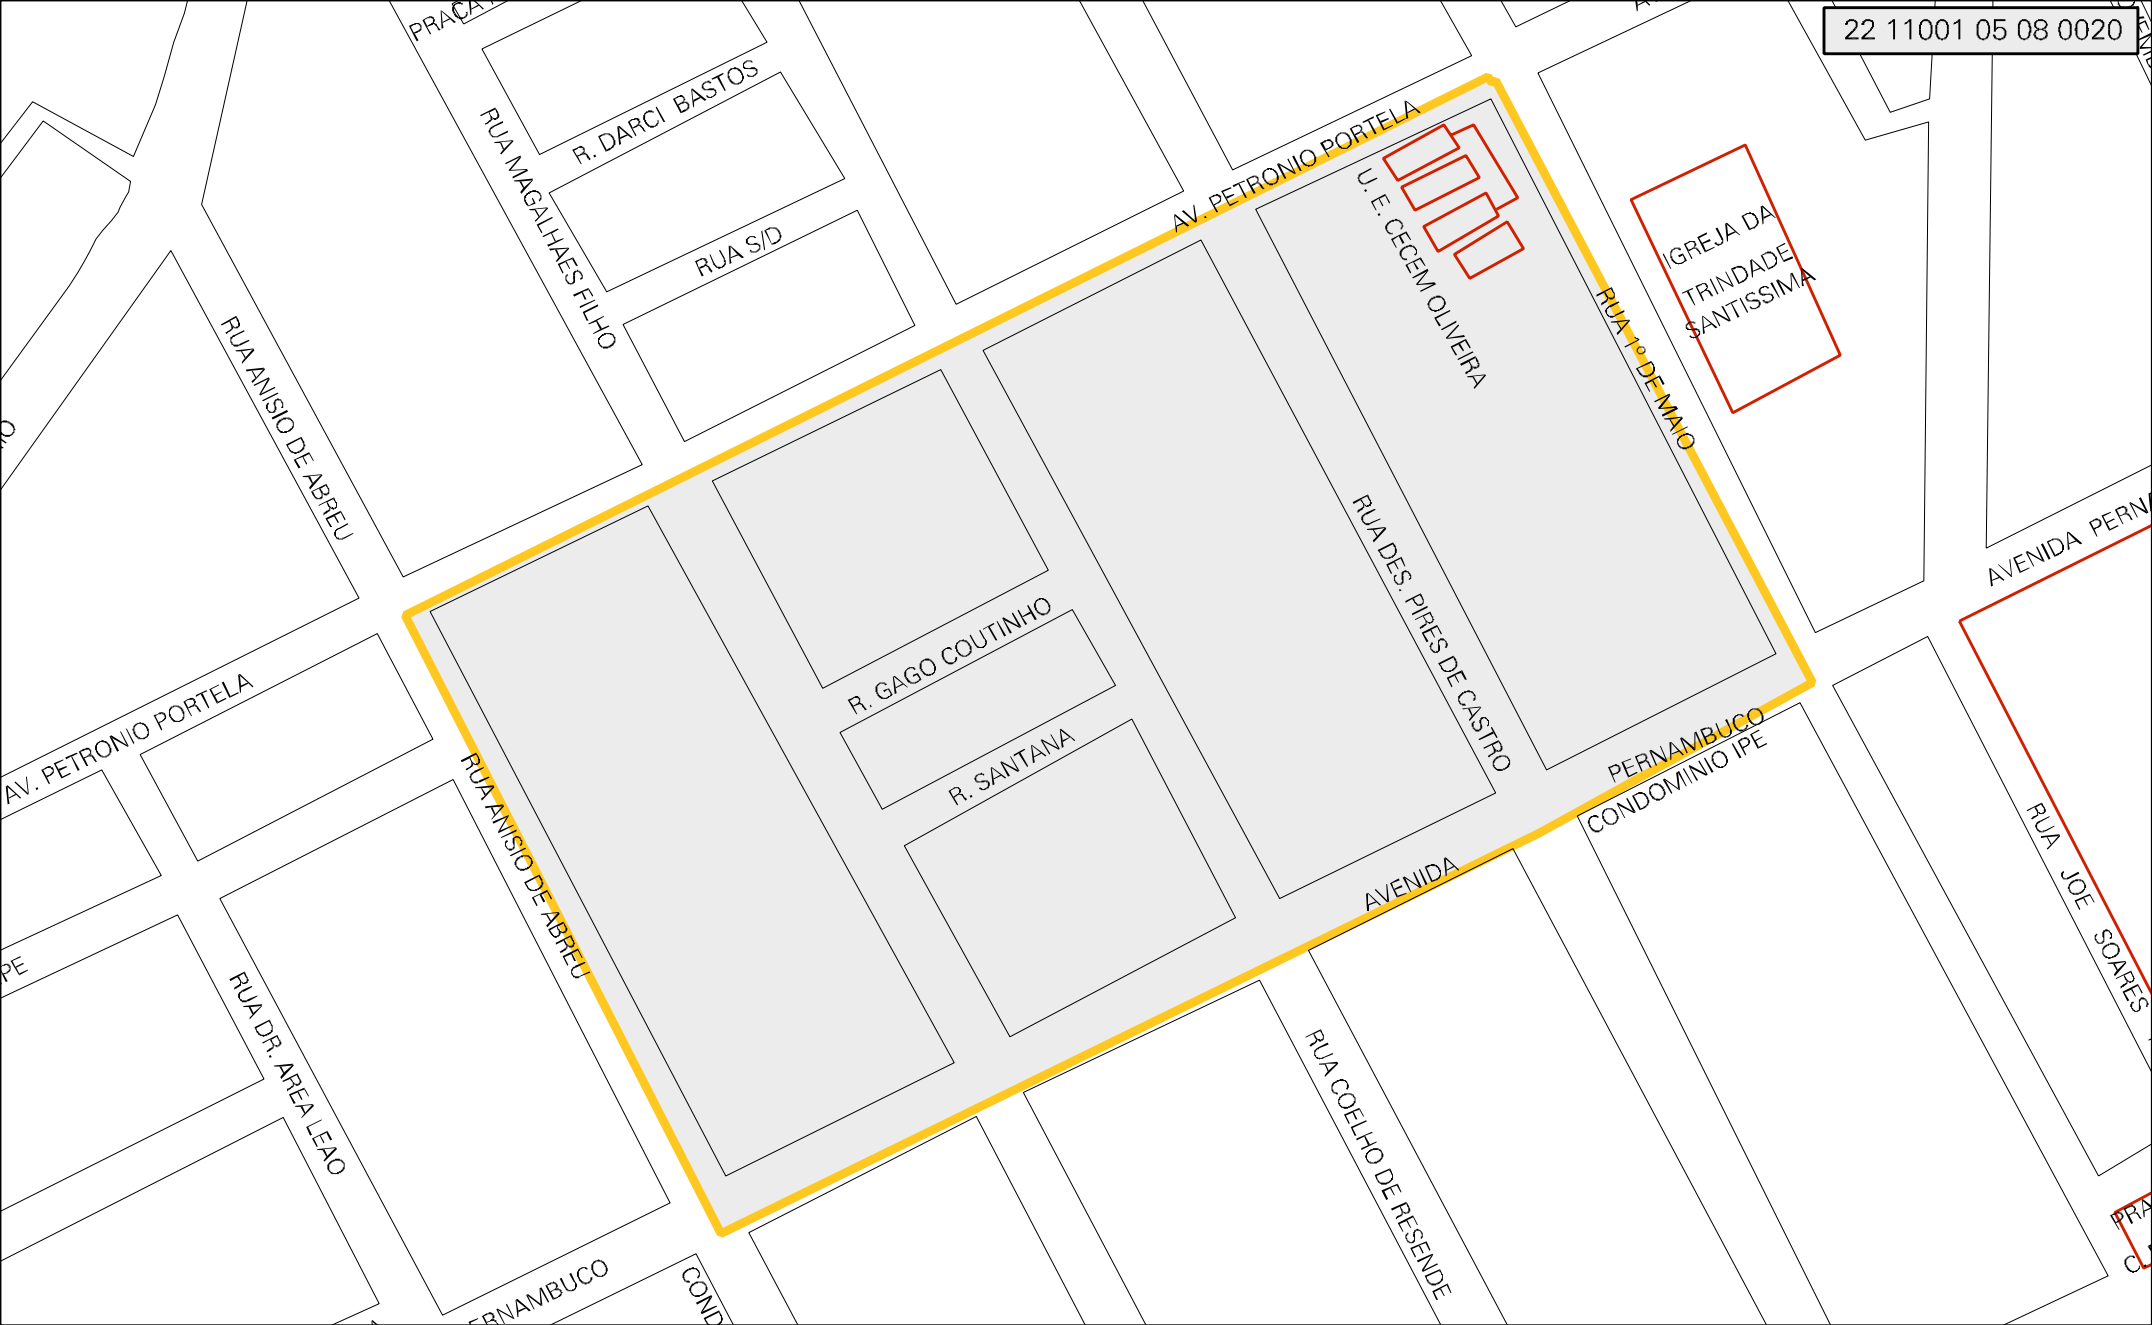 22 11001 05 08 0020
R. DARCI BASTOS
RUA MAGALHAES FILHO
RUA S/D
AV. PETRONIO PORTELA
U. E. CECEM OLIVEIRA
IGREJA DA
TRINDADE
SANTISSIMA
RUA 1º DE MAIO
RUA ANISIO DE ABREU
AVENIDA PERNA
RUA DES. PIRES DE CASTRO
R. GAGO COUTINHO
R. SANTANA
AV. PETRONIO PORTELA
RUA ANISIO DE ABREU
AVENIDA
PERNAMBUCO
CONDOMINIO IPE
RUA JOE SOARES
PE
RUA DR. AREA LEAO
RUA COELHO DE RESENDE
ERNAMBUCO
COND
PRA